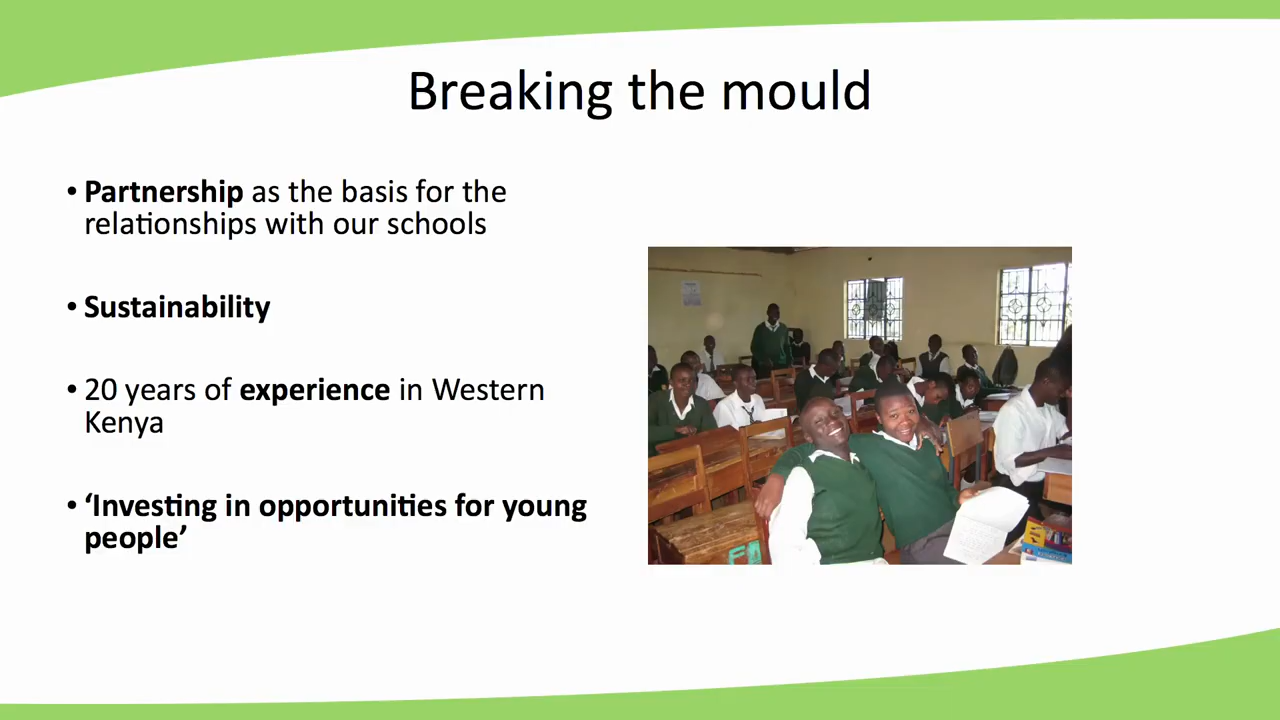 Breaking the mould
• Partnership as the basis for the
relationships with our schools
• Sustainability
• 20 years of experience in Western
Kenya
• ‘Investing in opportunities for young
people’